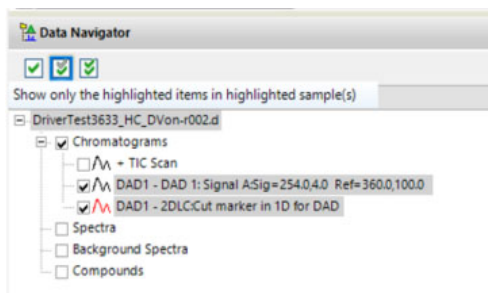 Data Navigator
Show only the highlighted items in highlighted sample(s)
DriverTest3633_HC_DVon-r002.d
Chromatograms
+ TIC Scan
DAD1 - DAD 1: Signal A:Sig=254.0,4.0 Ref=360.0,100.0
DAD1 - 2DLC:Cut marker in 1D for DAD
Spectra
Background Spectra
Compounds